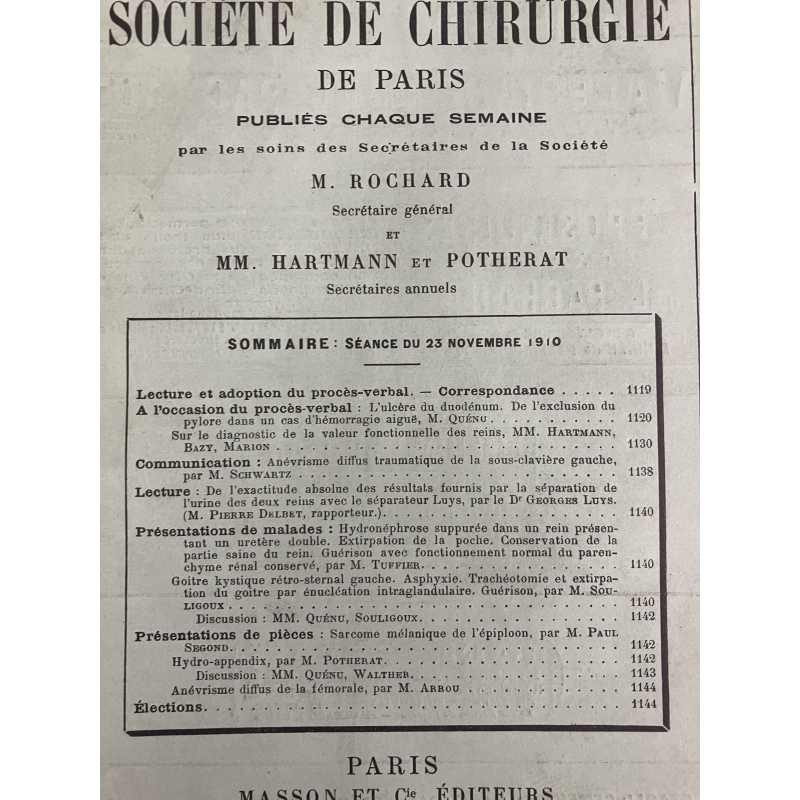 SOCIÉTÉ DE CHIRURGIE
DE PARIS
PUBLIÉS CHAQUE SEMAINE
par les soins des Secrétaires de la Société
M. ROCHARD
Secrétaire général
ET
MM. HARTMANN ET POTHERAT
Secrétaires annuels
SOMMAIRE : SÉANCE DU 23 NOVEMBRE 1910
Lecture et adoption du procès-verbal. — Correspondance . . . . . 1119
A l'occasion du procès-verbal : L'ulcère du duodénum. De l'exclusion du
pylore dans un cas d'hémorragie aiguë, M. QUÉNU . . . . . . . . . . . 1120
Sur le diagnostic de la valeur fonctionnelle des reins, MM. HARTMANN,
BAZY, MARION . . . . . . . . . . . . . . . . . . . . . . . . . . . . 1130
Communication : Anévrisme diffus traumatique de la sous-clavière gauche,
par M. SCHWARTZ . . . . . . . . . . . . . . . . . . . . . . . . . . 1138
Lecture : De l'exactitude absolue des résultats fournis par la séparation de
l'urine des deux reins avec le séparateur Luys, par le Dr GEORGES LUYS.
(M. PIERRE DELBET, rapporteur.) . . . . . . . . . . . . . . . . . . . 1140
Présentations de malades : Hydronéphrose suppurée dans un rein présen-
tant un uretère double. Extirpation de la poche. Conservation de la
partie saine du rein. Guérison avec fonctionnement normal du paren-
chyme rénal conservé, par M. TUFFIER. . . . . . . . . . . . . . . . 1140
Goitre kystique rétro-sternal gauche. Asphyxie. Trachéotomie et extirpa-
tion du goitre par énucléation intraglandulaire. Guérison, par M. SOU-
LIGOUX . . . . . . . . . . . . . . . . . . . . . . . . . . . . . . . 1140
Discussion : MM. QUÉNU, SOULIGOUX. . . . . . . . . . . . . . . . . 1142
Présentations de pièces : Sarcome mélanique de l'épiploon, par M. PAUL
SEGOND. . . . . . . . . . . . . . . . . . . . . . . . . . . . . . . 1142
Hydro-appendix, par M. POTHERAT. . . . . . . . . . . . . . . . . . . 1142
Discussion : MM. QUÉNU, WALTHER. . . . . . . . . . . . . . . . . . 1143
Anévrisme diffus de la fémorale, par M. ARROU . . . . . . . . . . . . 1144
Élections. . . . . . . . . . . . . . . . . . . . . . . . . . . . . . 1144
PARIS
MASSON ET Cie, ÉDITEURS